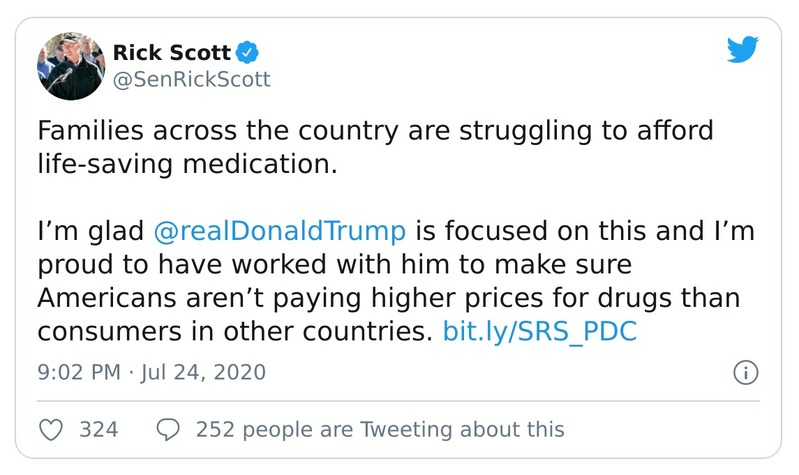 Rick Scott
@SenRickScott
Families across the country are struggling to afford
life-saving medication.
I’m glad @realDonaldTrump is focused on this and I’m
proud to have worked with him to make sure
Americans aren’t paying higher prices for drugs than
consumers in other countries. bit.ly/SRS_PDC
9:02 PM · Jul 24, 2020
324 252 people are Tweeting about this